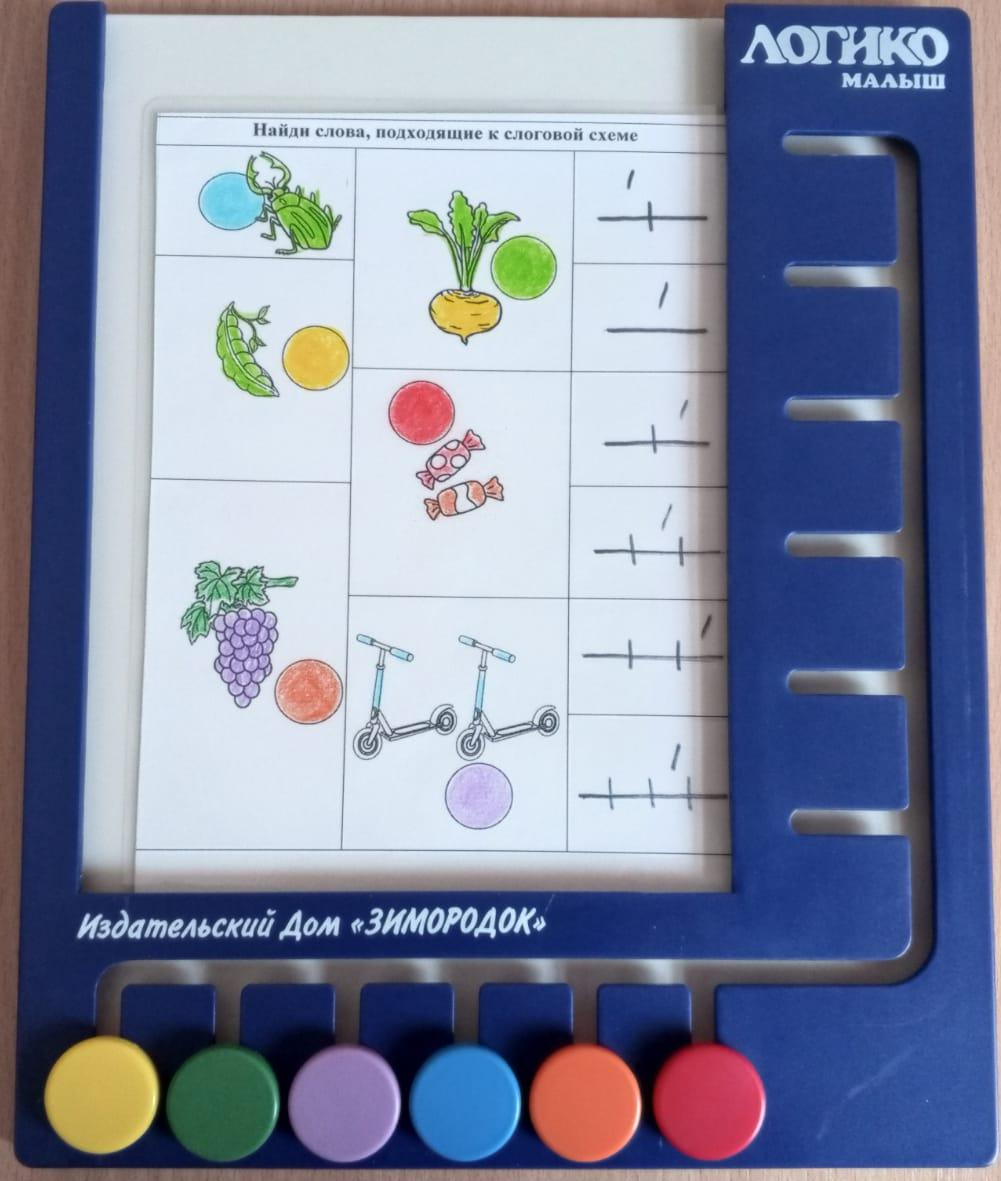 ЛОГИКО
МАЛЫШ
Найди слова, подходящие к слоговой схеме
Издательский Дом «ЗИМОРОДОК»